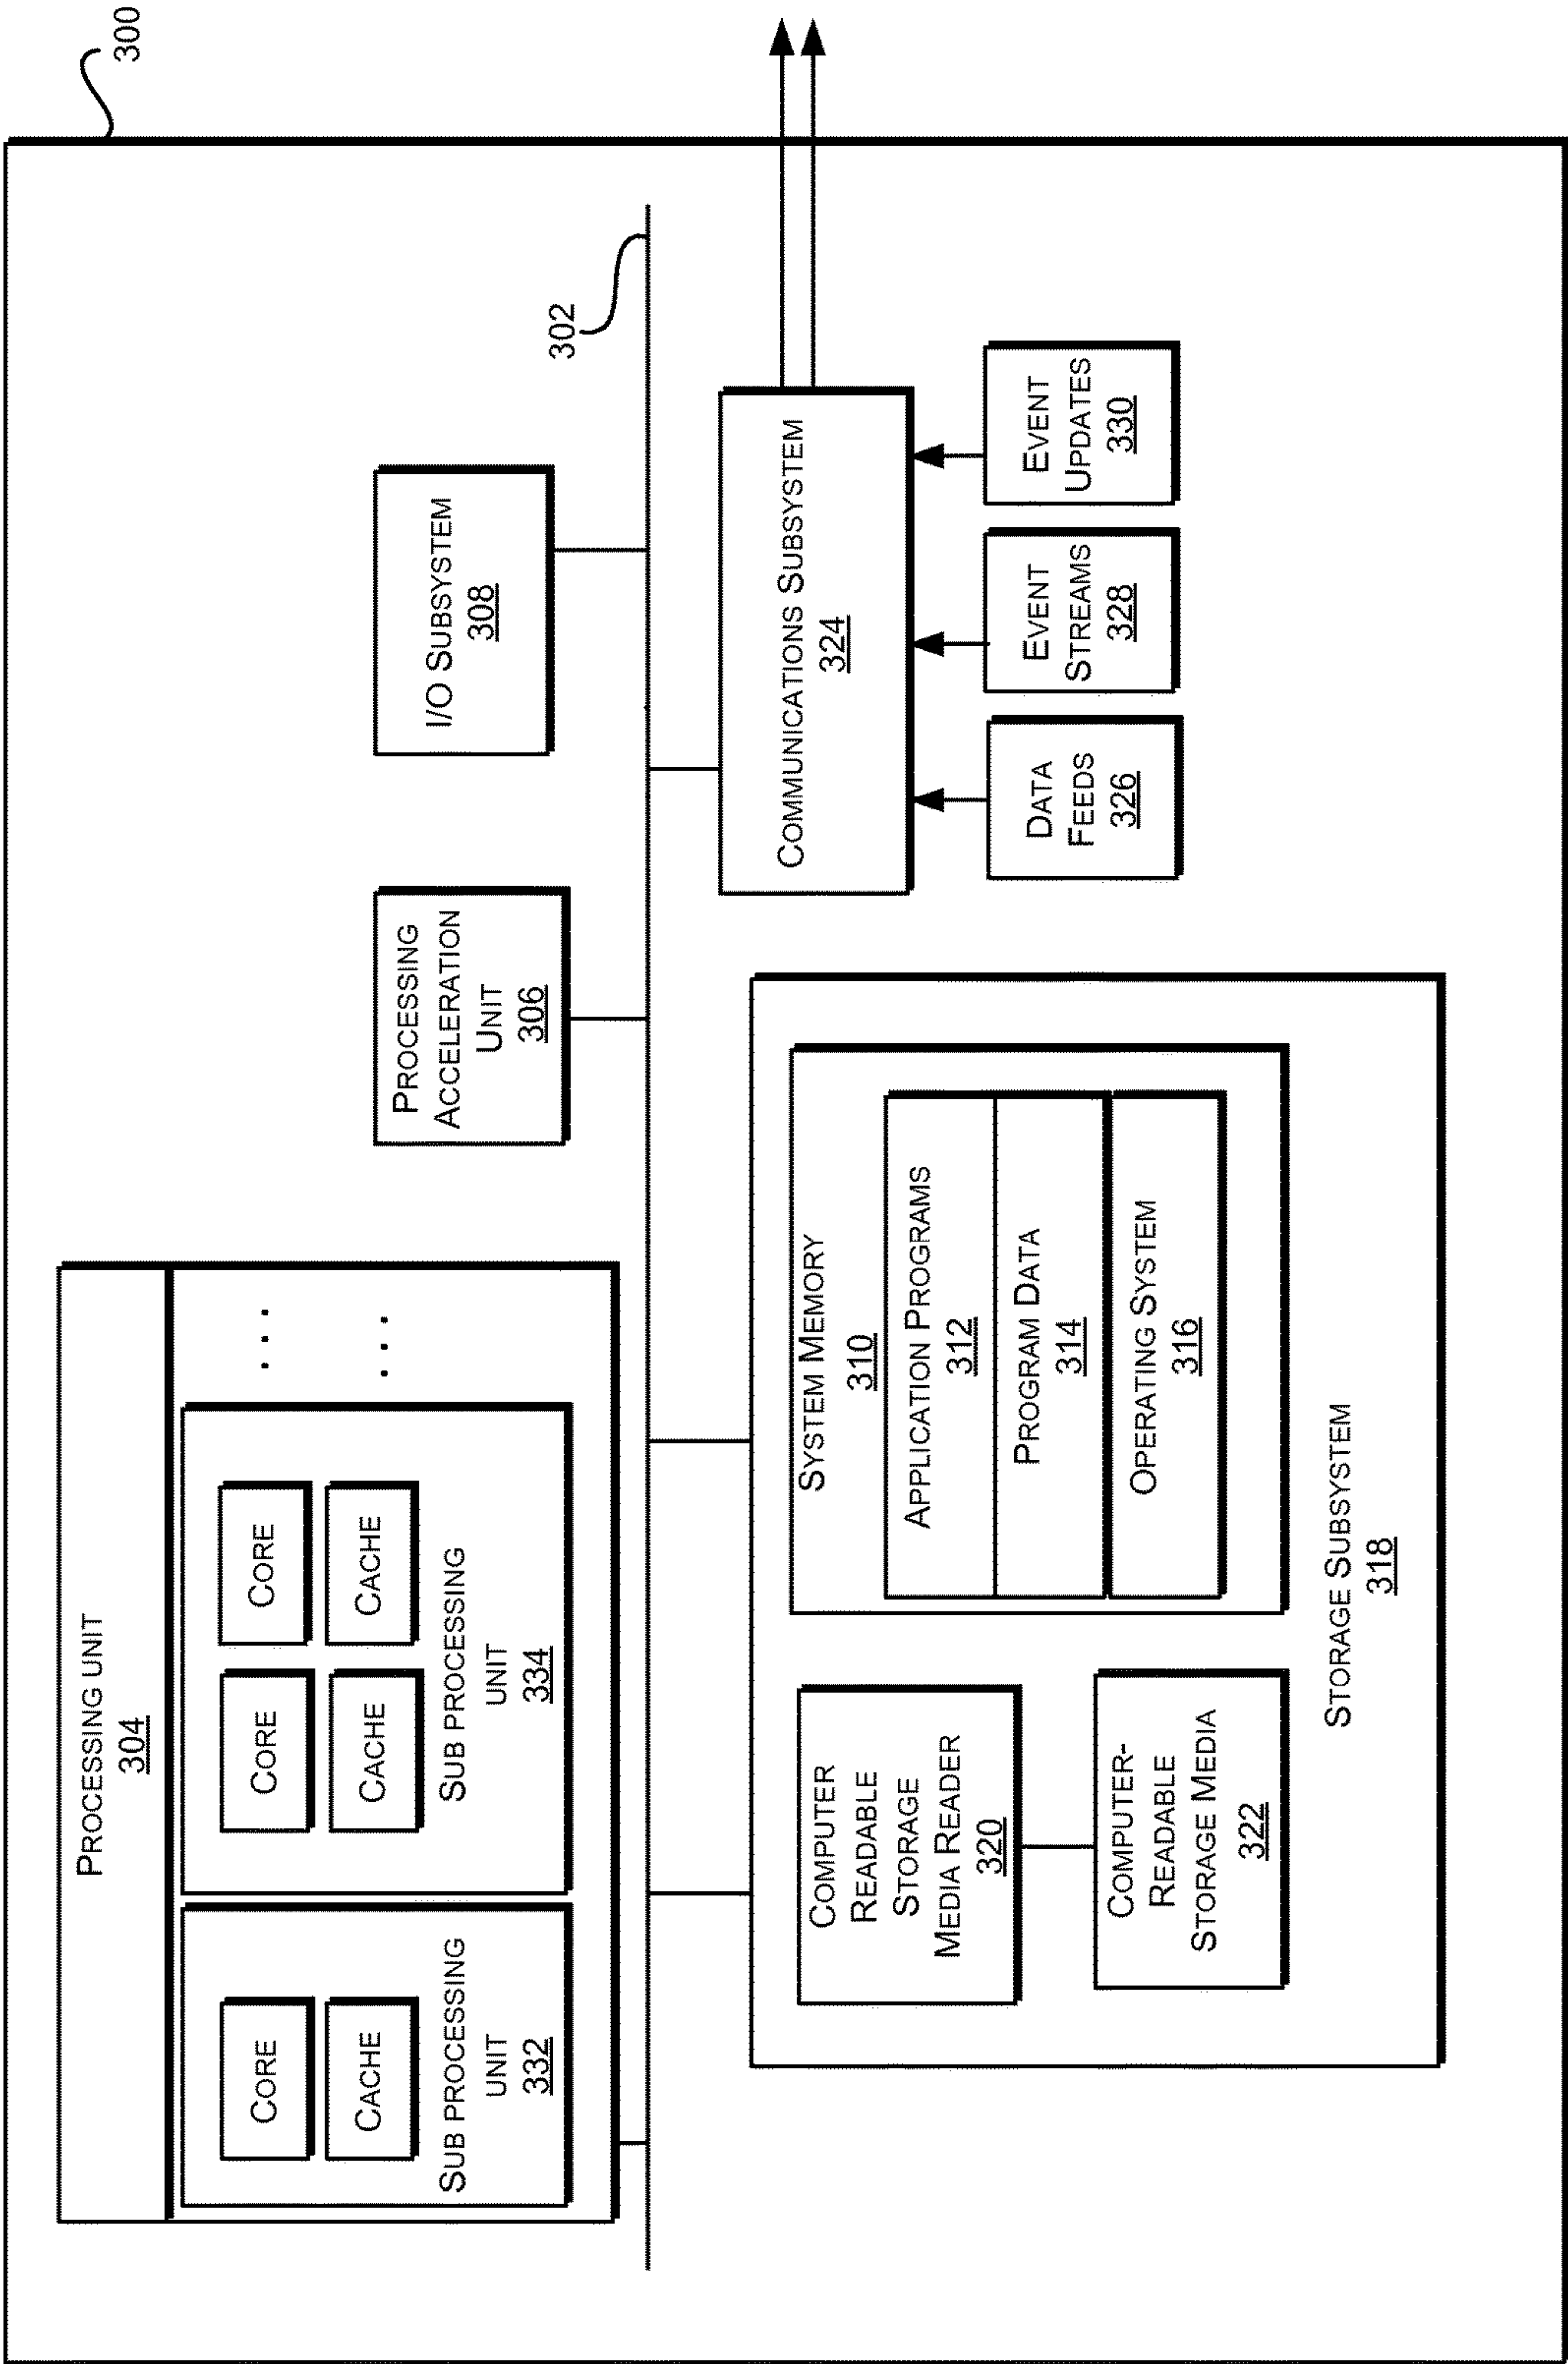 300
PROCESSING UNIT
304
CORE
CACHE
SUB PROCESSING
UNIT
332
CORE
CORE
CACHE
CACHE
SUB PROCESSING
UNIT
334
...
...
PROCESSING
ACCELERATION
UNIT
306
I/O SUBSYSTEM
308
302
COMPUTER
READABLE
STORAGE
MEDIA READER
320
COMPUTER-
READABLE
STORAGE MEDIA
322
SYSTEM MEMORY
310
APPLICATION PROGRAMS
312
PROGRAM DATA
314
OPERATING SYSTEM
316
STORAGE SUBSYSTEM
318
COMMUNICATIONS SUBSYSTEM
324
DATA
FEEDS
326
EVENT
STREAMS
328
EVENT
UPDATES
330